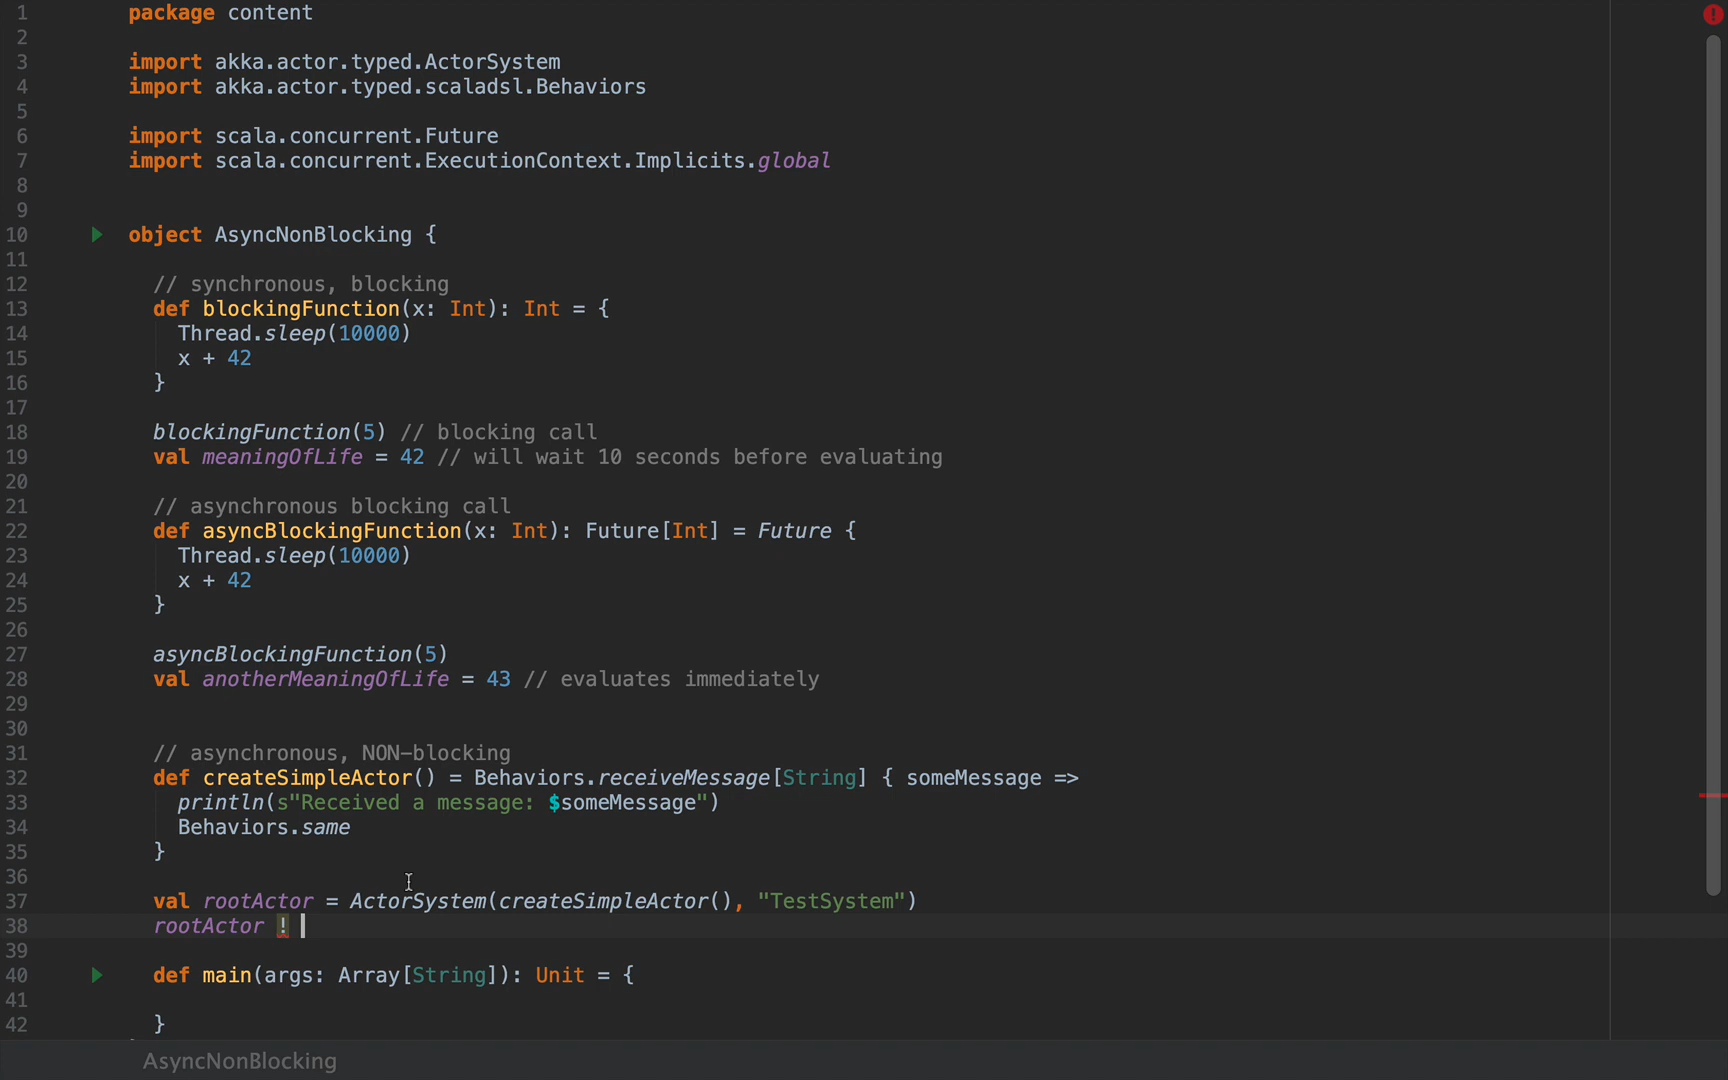 1 package content
2
3 import akka.actor.typed.ActorSystem
4 import akka.actor.typed.scaladsl.Behaviors
5
6 import scala.concurrent.Future
7 import scala.concurrent.ExecutionContext.Implicits.global
8
9
10 object AsyncNonBlocking {
11
12 // synchronous, blocking
13 def blockingFunction(x: Int): Int = {
14 Thread.sleep(10000)
15 x + 42
16 }
17
18 blockingFunction(5) // blocking call
19 val meaningOfLife = 42 // will wait 10 seconds before evaluating
20
21 // asynchronous blocking call
22 def asyncBlockingFunction(x: Int): Future[Int] = Future {
23 Thread.sleep(10000)
24 x + 42
25 }
26
27 asyncBlockingFunction(5)
28 val anotherMeaningOfLife = 43 // evaluates immediately
29
30
31 // asynchronous, NON-blocking
32 def createSimpleActor() = Behaviors.receiveMessage[String] { someMessage =>
33 println(s"Received a message: $someMessage")
34 Behaviors.same
35 }
36
37 val rootActor = ActorSystem(createSimpleActor(), "TestSystem")
38 rootActor !
39
40 def main(args: Array[String]): Unit = {
41
42 }
AsyncNonBlocking